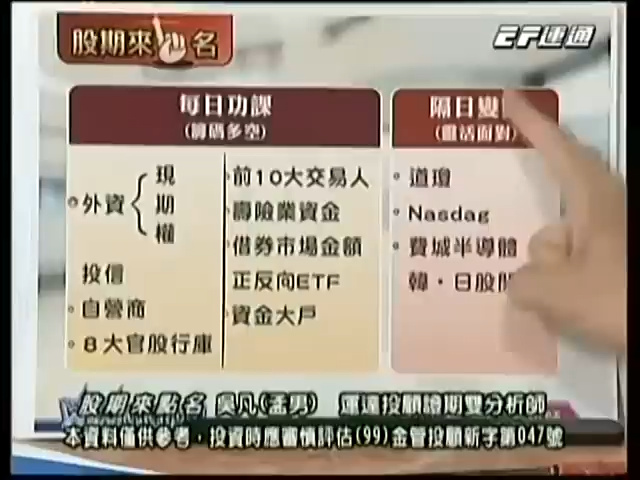 股期來 名
EF運通
每日功課
(籌碼多空)
隔日變
(靈活面對)
外資
現
期
權
投信
自營商
8大官股行庫
前10大交易人
壽險業資金
借券市場金額
正反向ETF
資金大戶
道瓊
Nasdaq
費城半導體
韓・日股
股期來點名 吳凡(孟男) 運達投顧證期雙分析師
本資料僅供參考，投資時應審慎評估(99)金管投顧新字第047號